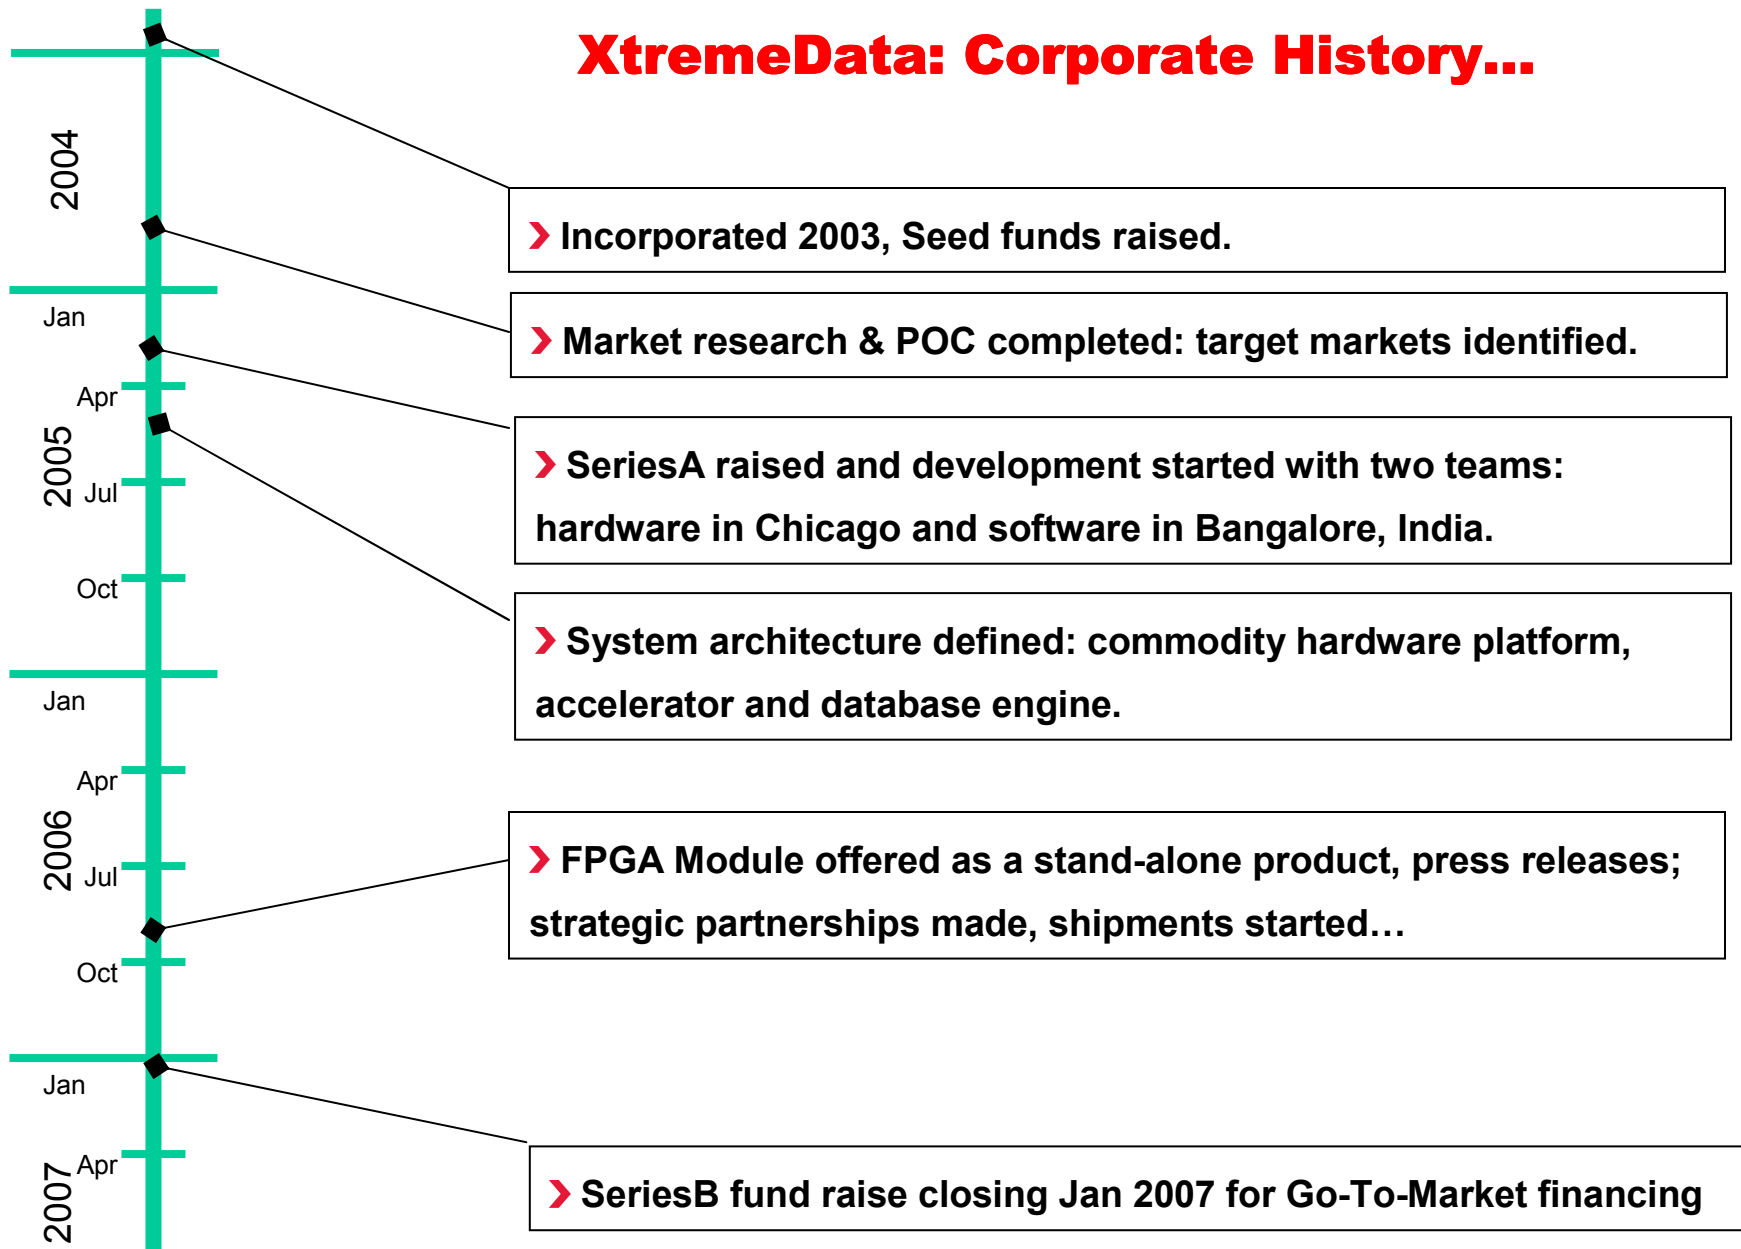 XtremeData: Corporate History...
2004
Incorporated 2003, Seed funds raised.
Jan
Market research & POC completed: target markets identified.
Apr
2005
SeriesA raised and development started with two teams:
hardware in Chicago and software in Bangalore, India.
Jul
Oct
System architecture defined: commodity hardware platform,
accelerator and database engine.
Jan
Apr
2006
Jul
FPGA Module offered as a stand-alone product, press releases;
strategic partnerships made, shipments started…
Oct
Jan
Apr
2007
SeriesB fund raise closing Jan 2007 for Go-To-Market financing